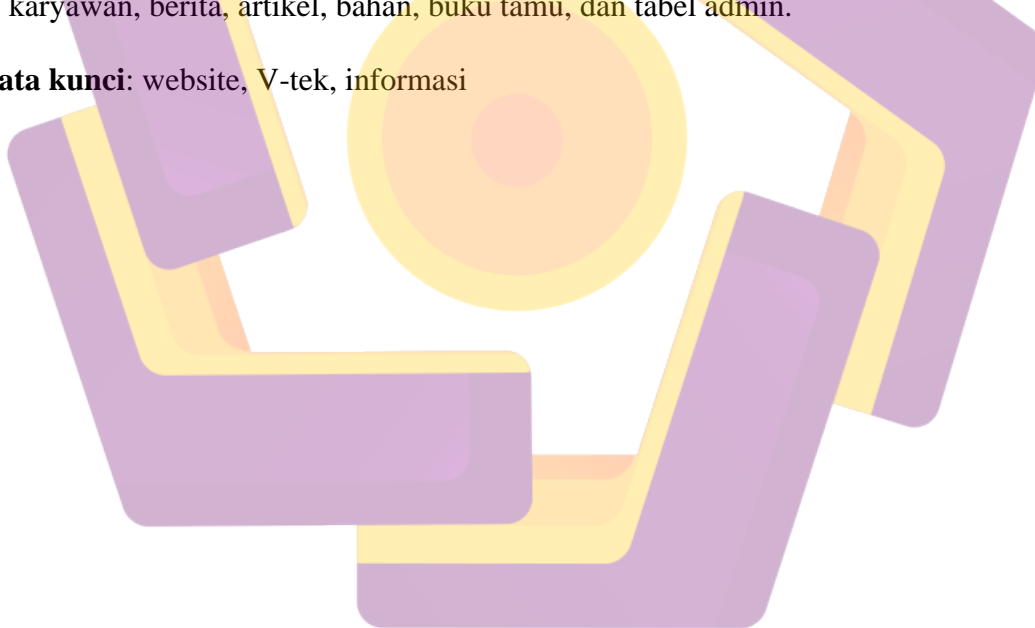 karyawan, berita, artikel, bahan, buku tamu, dan tabel admin.
ata kunci: website, V-tek, informasi